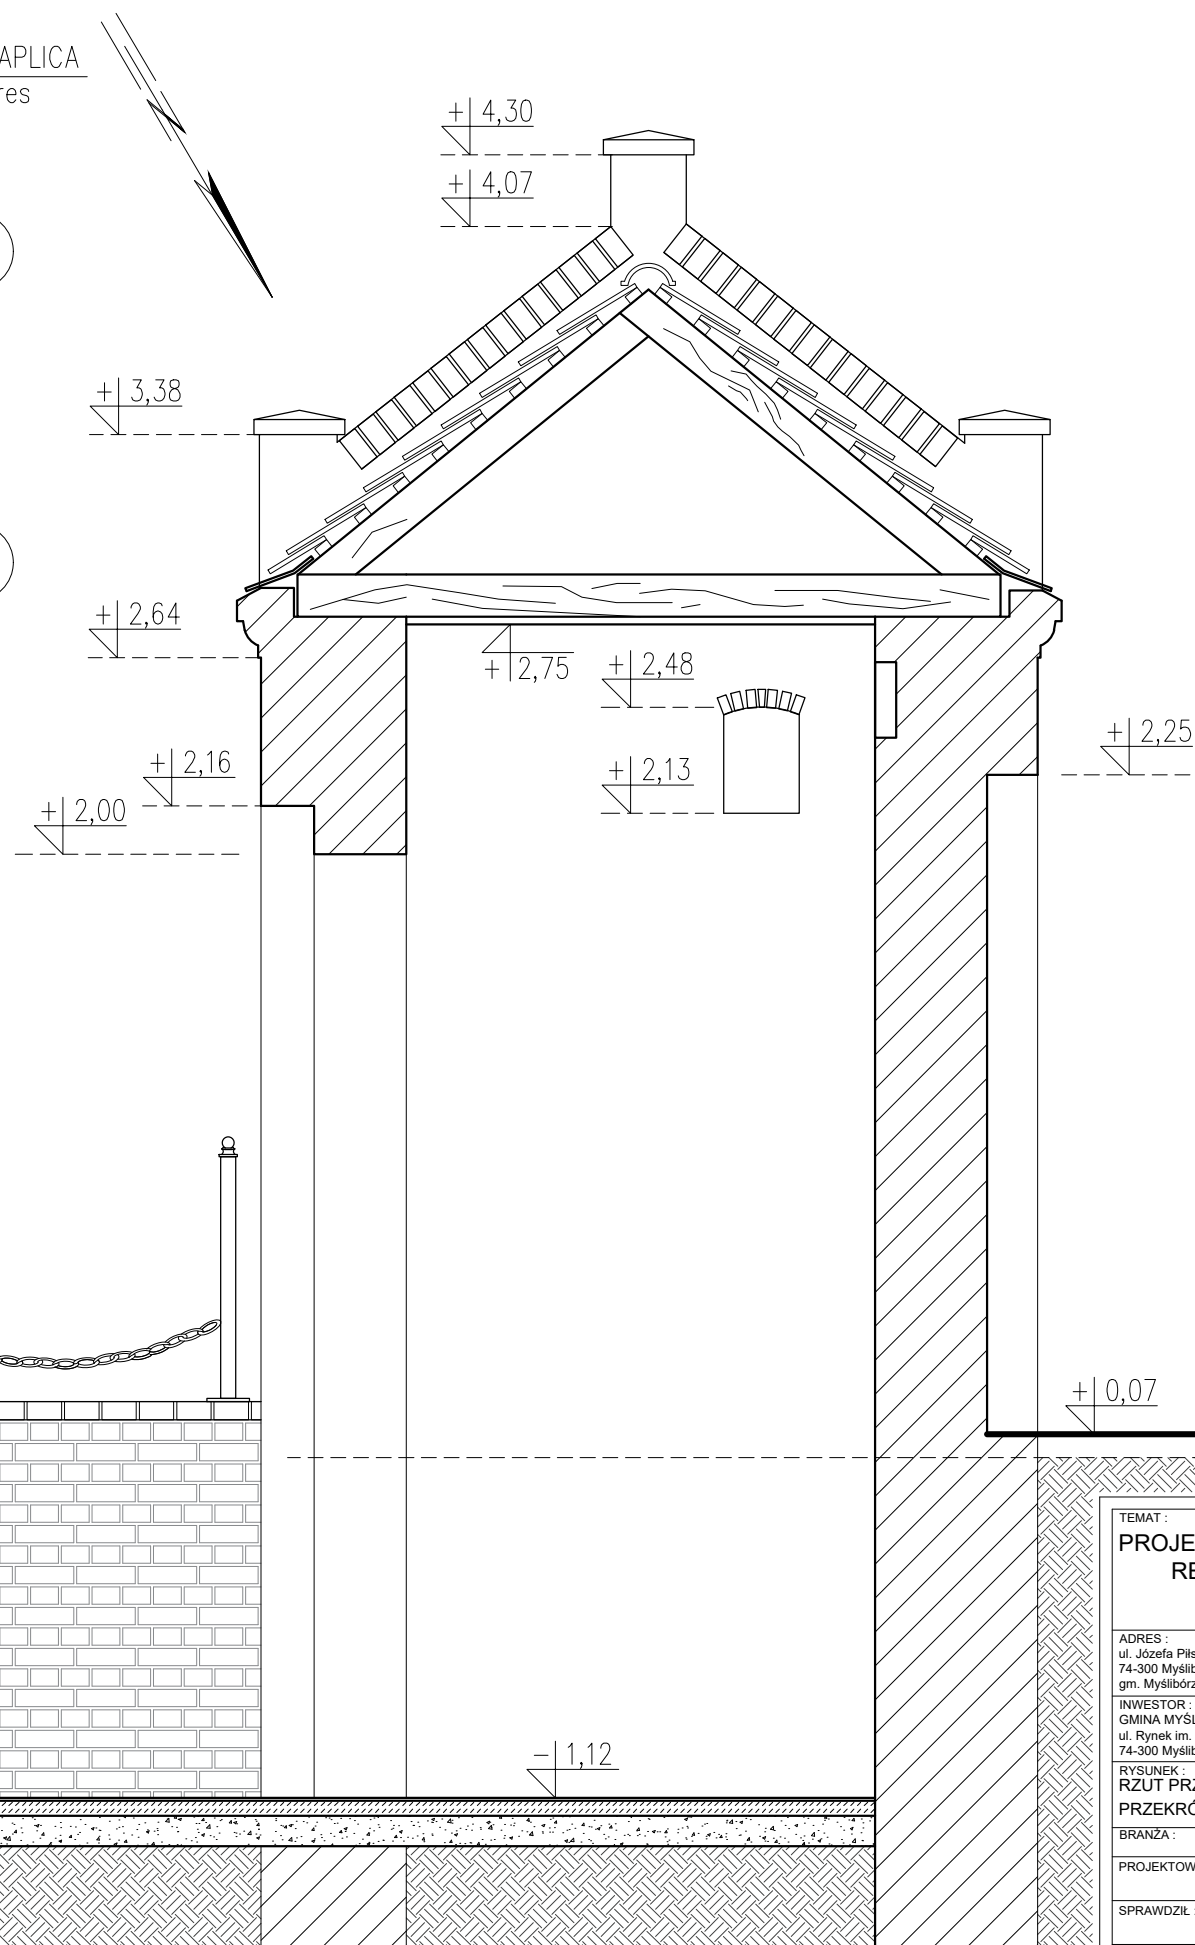 APLICA
res
+ 4,30
+ 4,07
+ 3,38
+ 2,64
+ 2,75
+ 2,48
+ 2,25
+ 2,16
+ 2,13
+ 2,00
+ 0,07
- 1,12
TEMAT :
PROJE
RE
ADRES :
ul. Józefa Piłs
74-300 Myślib
gm. Myślibórz
INWESTOR :
GMINA MYŚL
ul. Rynek im.
74-300 Myślib
RYSUNEK :
RZUT PRZ
PRZEKRÓ
BRANŻA :
PROJEKTOW
SPRAWDZIŁ :